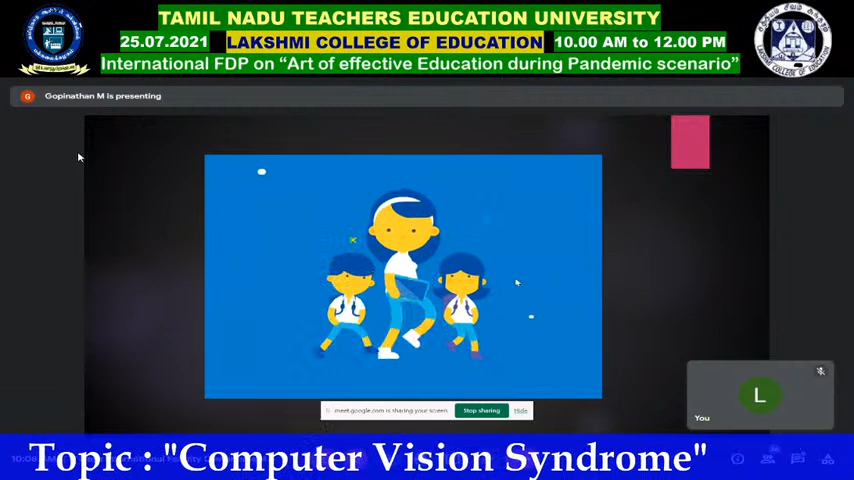 TAMIL NADU TEACHERS EDUCATION UNIVERSITY
25.07.2021 LAKSHMI COLLEGE OF EDUCATION 10.00 AM to 12.00 PM
International FDP on “Art of effective Education during Pandemic scenario”
G Gopinathan M is presenting
meet.google.com is sharing your screen. Stop sharing Hide
L
You
Topic : "Computer Vision Syndrome"